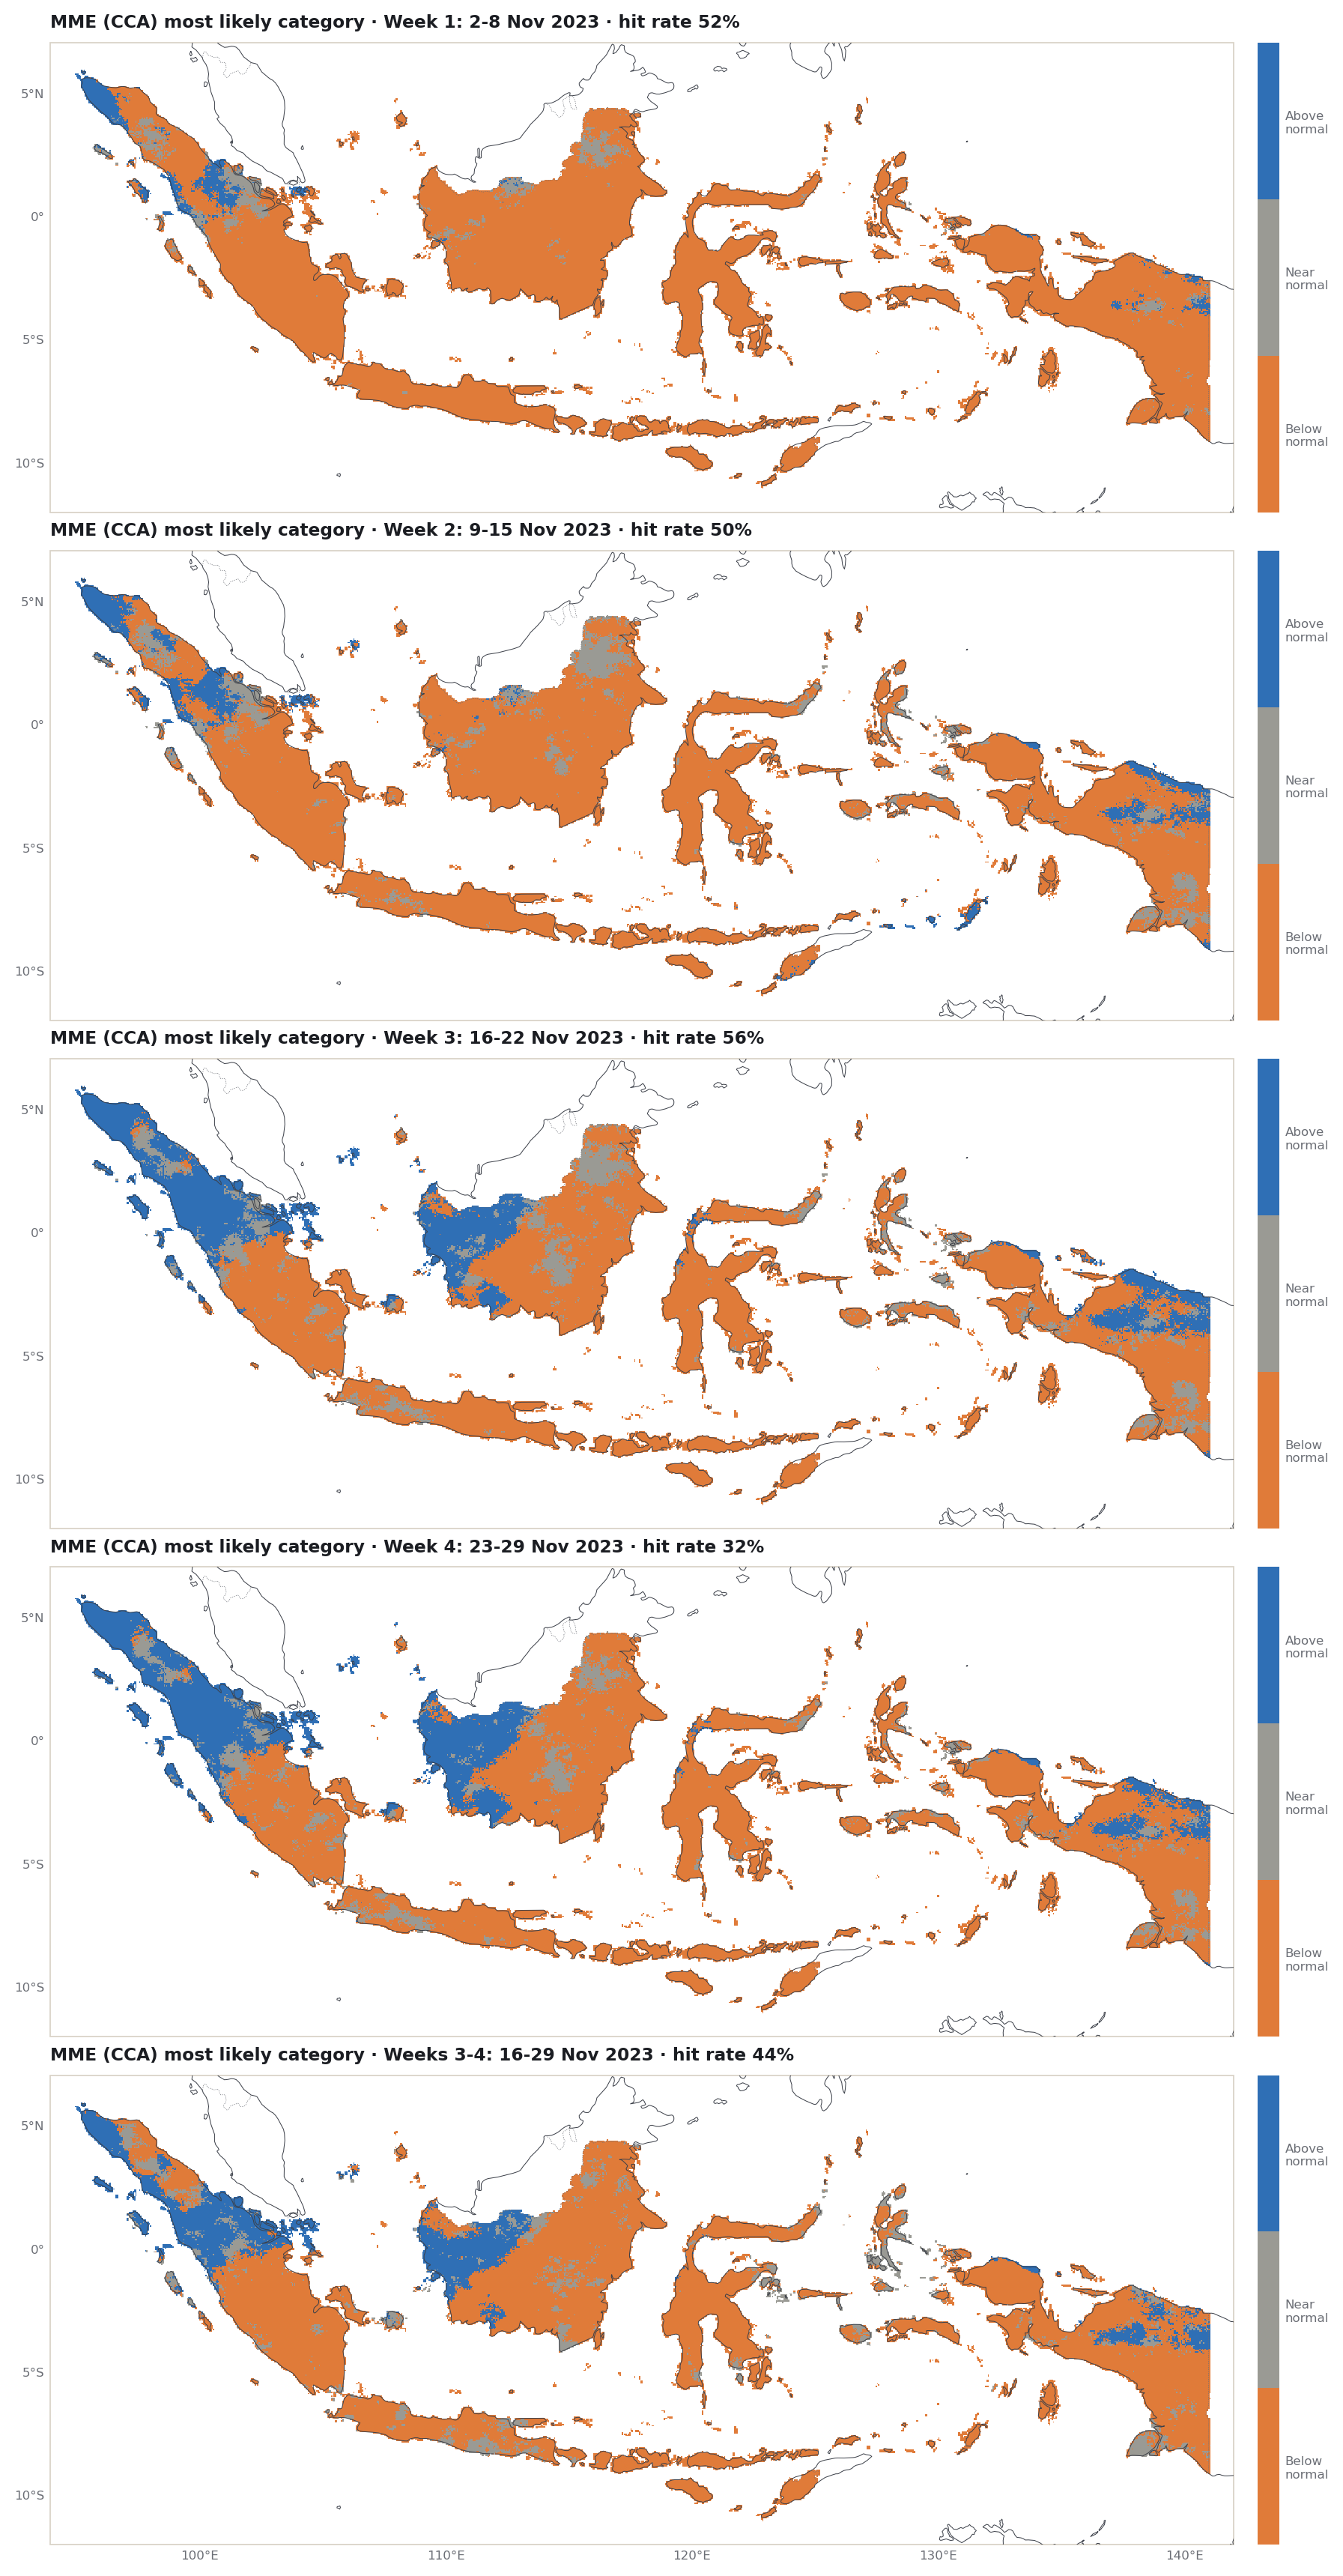 MME (CCA) most likely category · Week 1: 2-8 Nov 2023 · hit rate 52%
5°N
0°
5°S
10°S
Above
normal
Near
normal
Below
normal
MME (CCA) most likely category · Week 2: 9-15 Nov 2023 · hit rate 50%
5°N
0°
5°S
10°S
Above
normal
Near
normal
Below
normal
MME (CCA) most likely category · Week 3: 16-22 Nov 2023 · hit rate 56%
5°N
0°
5°S
10°S
Above
normal
Near
normal
Below
normal
MME (CCA) most likely category · Week 4: 23-29 Nov 2023 · hit rate 32%
5°N
0°
5°S
10°S
Above
normal
Near
normal
Below
normal
MME (CCA) most likely category · Weeks 3-4: 16-29 Nov 2023 · hit rate 44%
5°N
0°
5°S
10°S
Above
normal
Near
normal
Below
normal
100°E
110°E
120°E
130°E
140°E